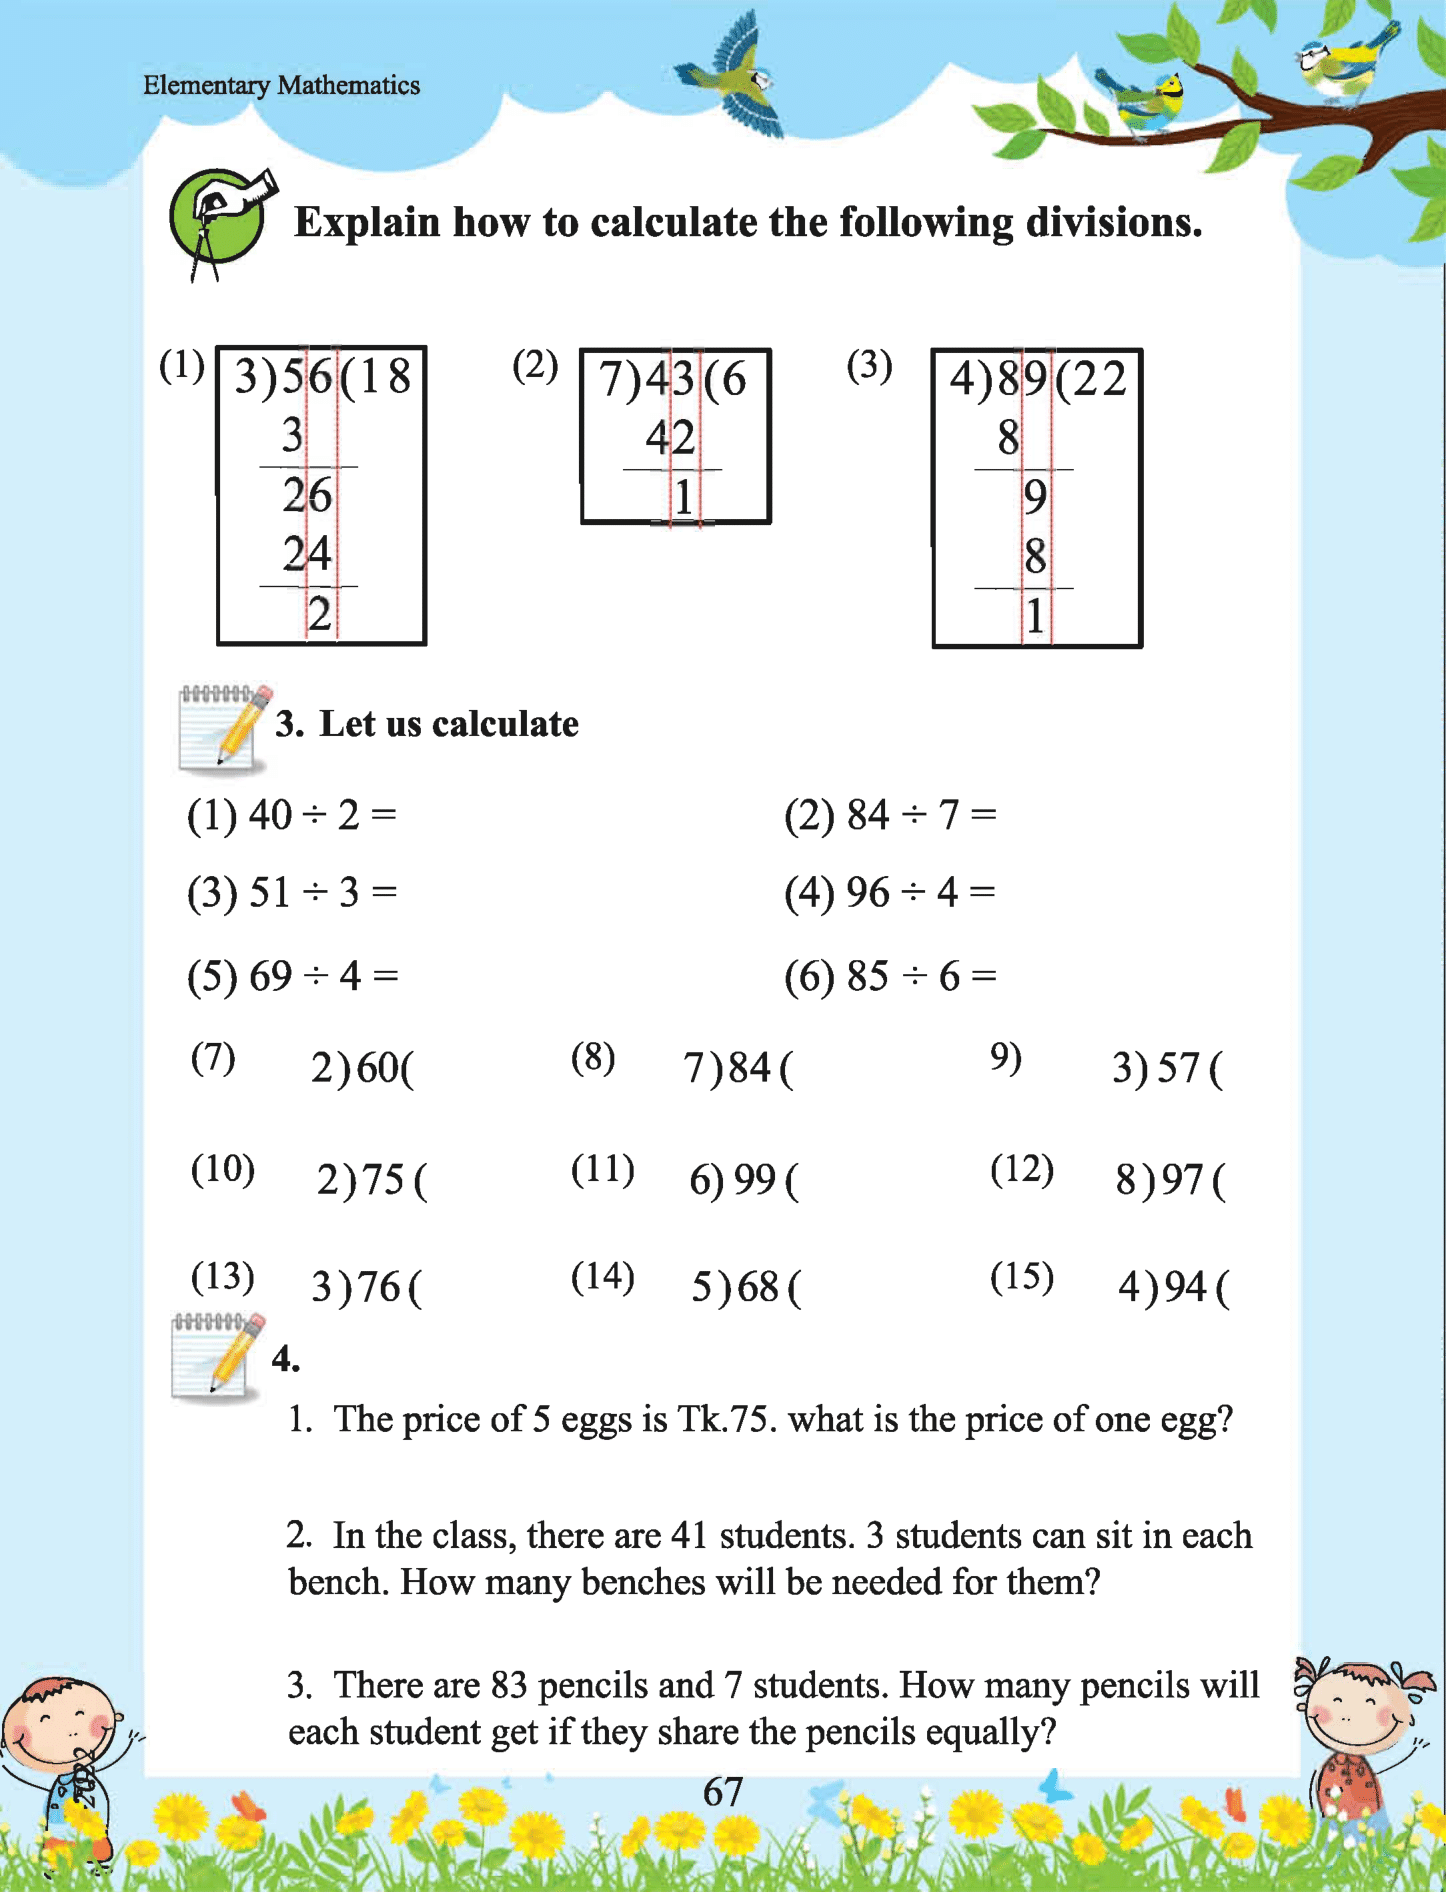 Elementary Mathematics
Explain how to calculate the following divisions.
(1) 3)56(18
3
26
24
2
(2) 7)43(6
42
1
(3) 4)89(22
8
9
8
1
3. Let us calculate
(1) 40 ÷ 2 =
(2) 84 ÷ 7 =
(3) 51 ÷ 3 =
(4) 96 ÷ 4 =
(5) 69 ÷ 4 =
(6) 85 ÷ 6 =
(7) 2)60(
(8) 7)84(
9) 3)57(
(10) 2)75(
(11) 6)99(
(12) 8)97(
(13) 3)76(
(14) 5)68(
(15) 4)94(
4.
1. The price of 5 eggs is Tk.75. what is the price of one egg?
2. In the class, there are 41 students. 3 students can sit in each
bench. How many benches will be needed for them?
3. There are 83 pencils and 7 students. How many pencils will
each student get if they share the pencils equally?
67